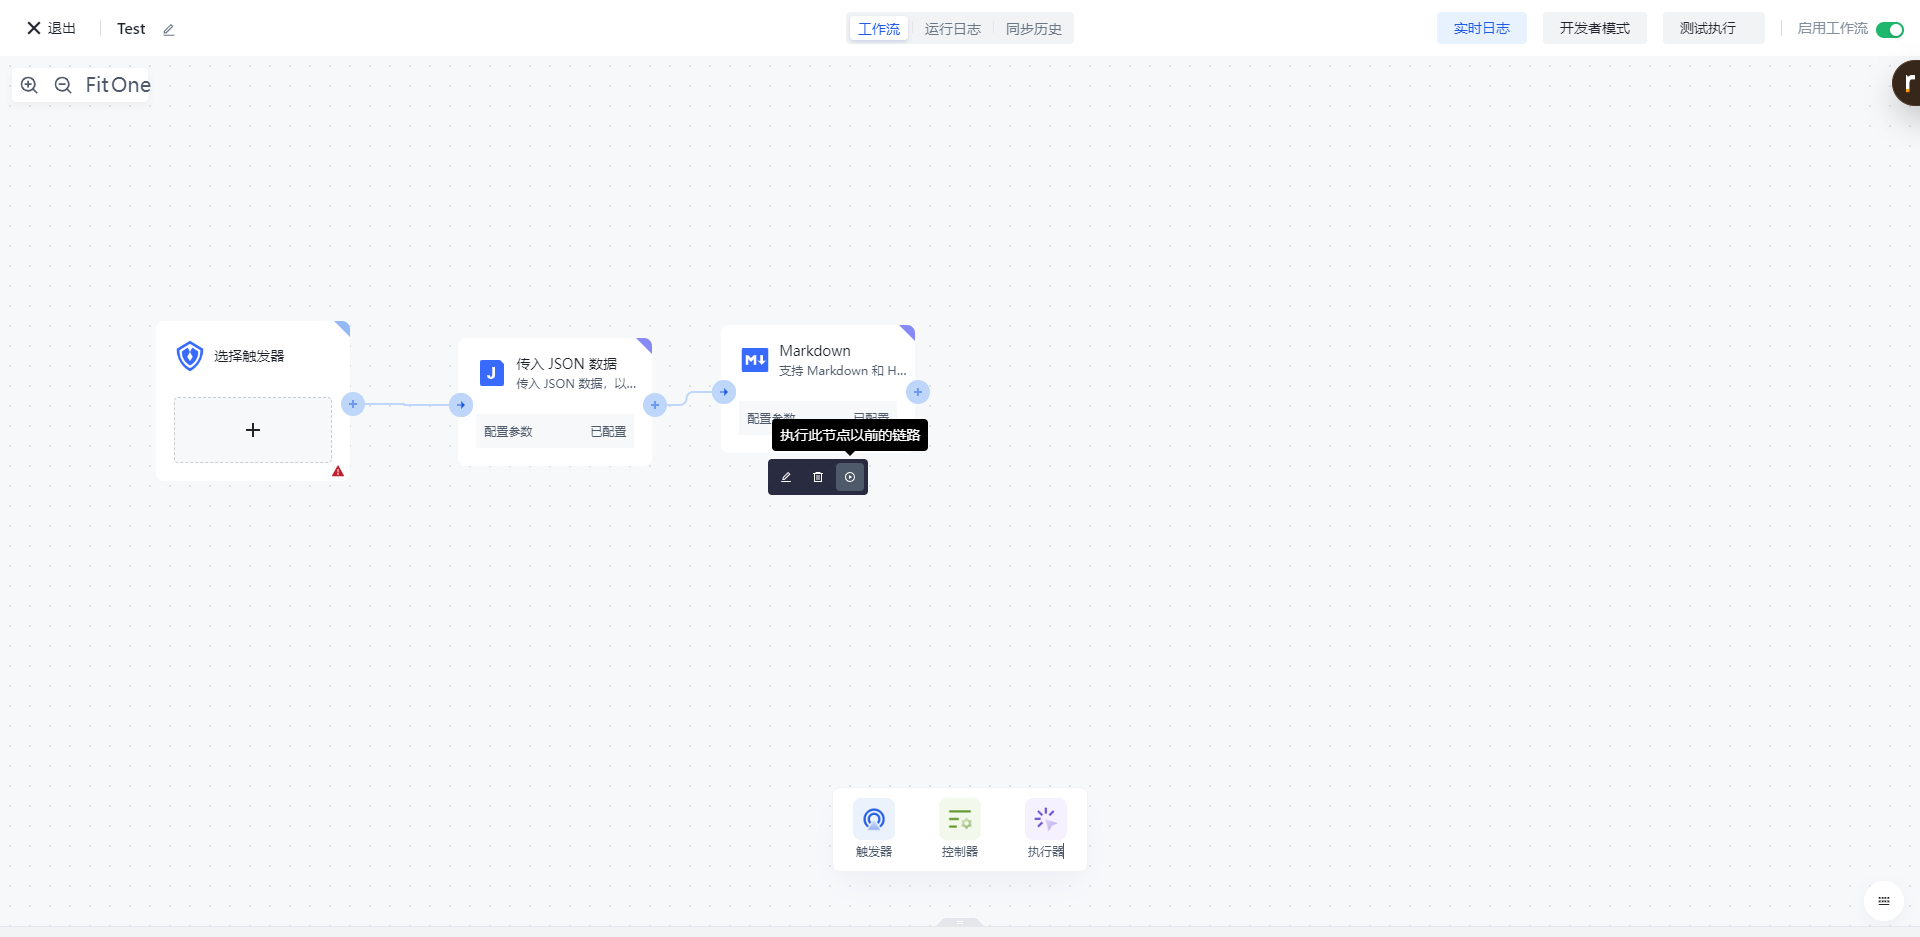 退出
Test
工作流
运行日志
同步历史
实时日志
开发者模式
测试执行
启用工作流
FitOne
r
选择触发器
J
传入 JSON 数据
传入 JSON 数据，以...
配置参数
已配置
M
Markdown
支持 Markdown 和 H...
配置参数
已配置
执行此节点以前的链路
触发器
控制器
执行器